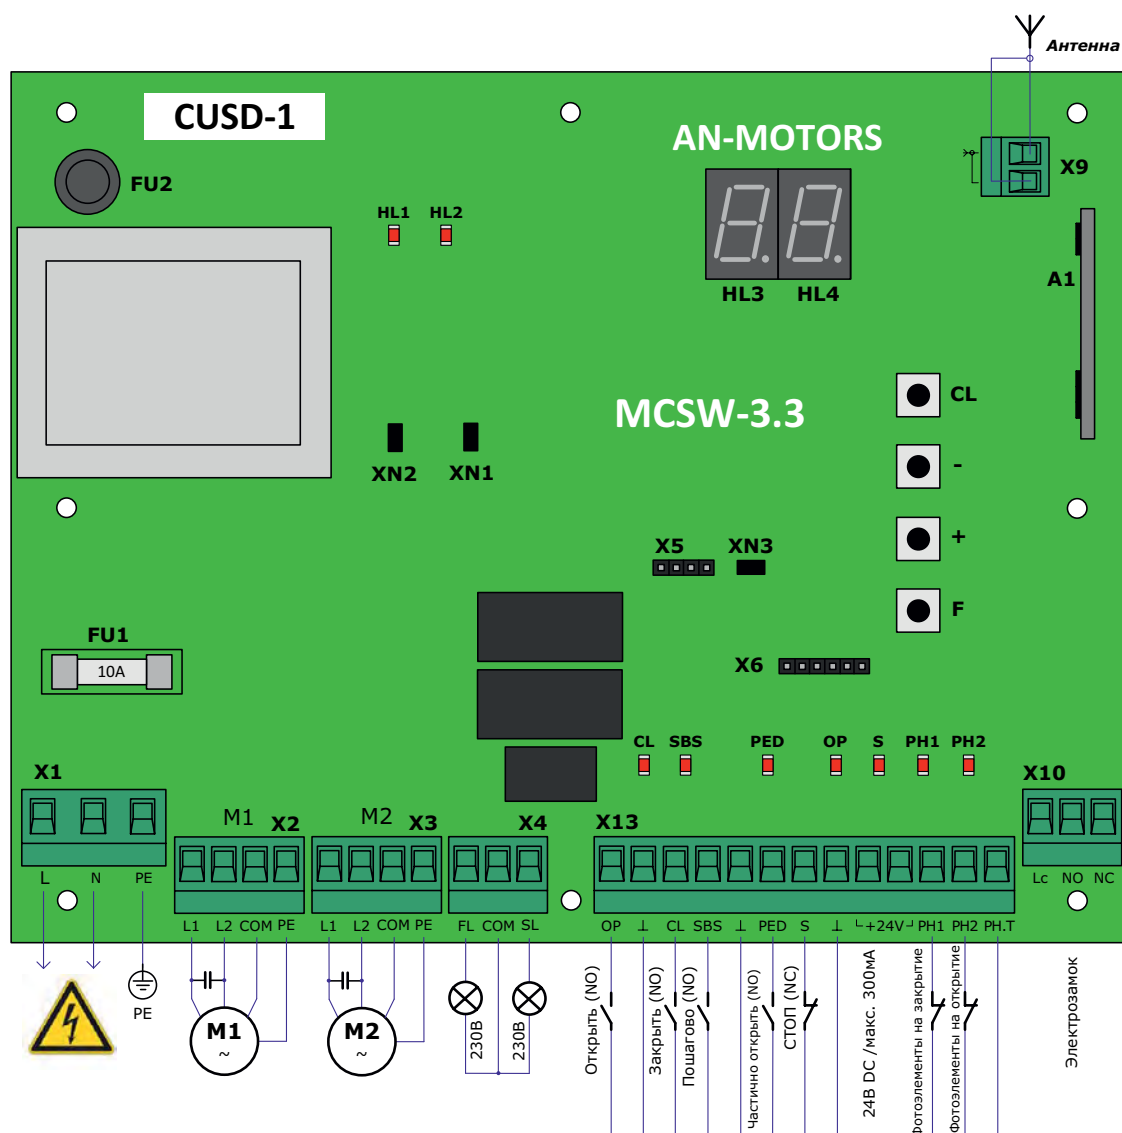 Антенна
CUSD-1
AN-MOTORS
FU2
X9
HL1 HL2
HL3 HL4
A1
CL
MCSW-3.3
-
XN2 XN1
+
X5 XN3
F
FU1
10A
X6
CL SBS PED OP S PH1 PH2
X1
X10
M1 X2 M2 X3 X4 X13
L N PE
Lc NO NC
L1 L2 COM PE L1 L2 COM PE FL COM SL OP ⊥ CL SBS ⊥ PED S ⊥ +24V PH1 PH2 PH.T
PE
M1
~
M2
~
230В
230В
Открыть (NO)
Закрыть (NO)
Пошагово (NO)
Частично открыть (NO)
СТОП (NC)
24В DC /макс. 300мА
Фотоэлементы на закрытие
Фотоэлементы на открытие
Электрозамок